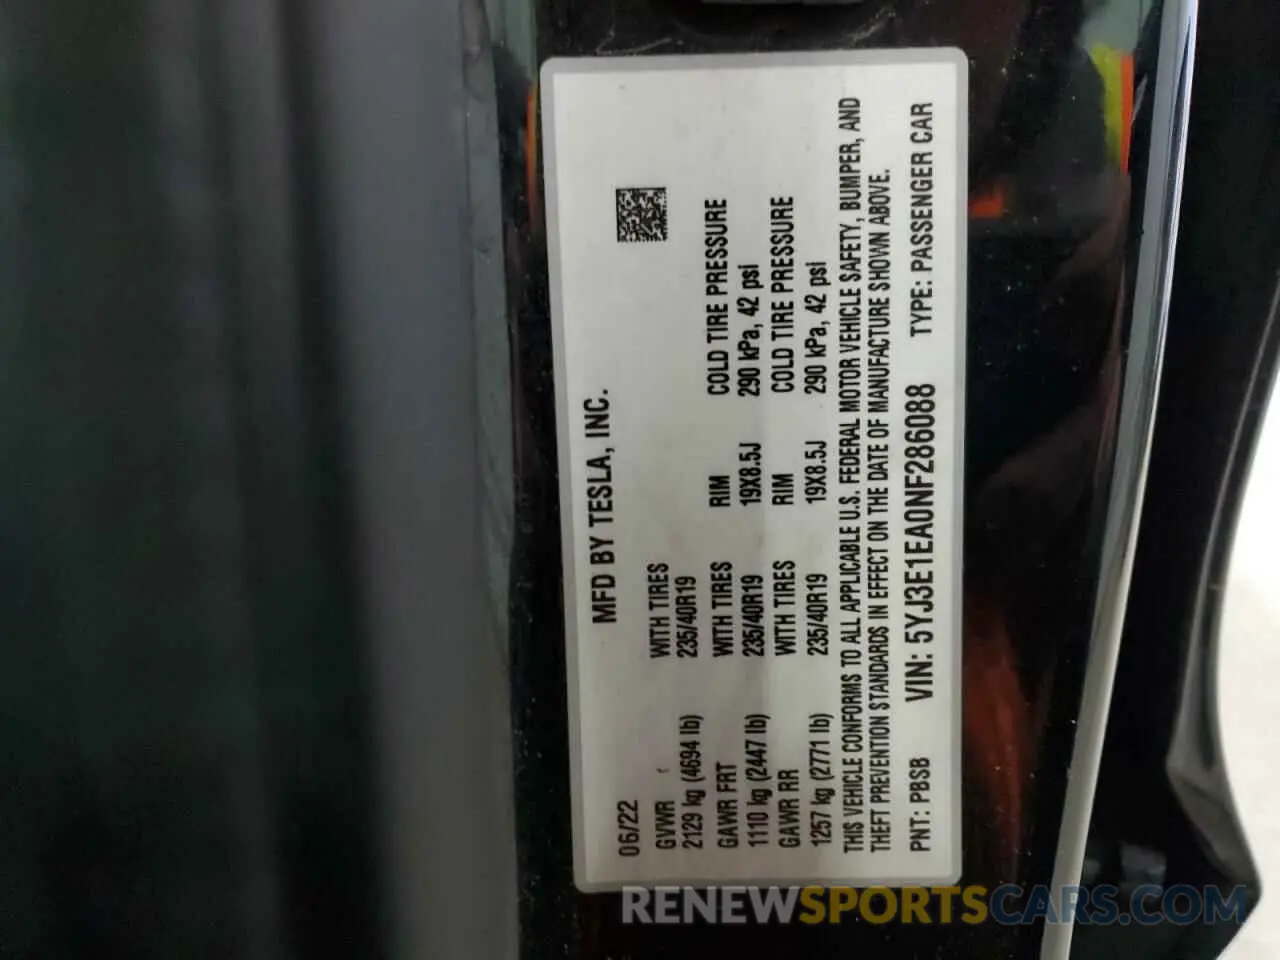 MFD BY TESLA, INC.
06/22
GVWR WITH TIRES
2129 kg (4694 lb) 235/40R19
GAWR FRT WITH TIRES RIM COLD TIRE PRESSURE
1110 kg (2447 lb) 235/40R19 19X8.5J 290 kPa, 42 psi
GAWR RR WITH TIRES RIM COLD TIRE PRESSURE
1257 kg (2771 lb) 235/40R19 19X8.5J 290 kPa, 42 psi
THIS VEHICLE CONFORMS TO ALL APPLICABLE U.S. FEDERAL MOTOR VEHICLE SAFETY, BUMPER, AND
THEFT PREVENTION STANDARDS IN EFFECT ON THE DATE OF MANUFACTURE SHOWN ABOVE.
PNT: PBSB VIN: 5YJ3E1EA0NF286088 TYPE: PASSENGER CAR
RENEWSPORTSCARS.COM